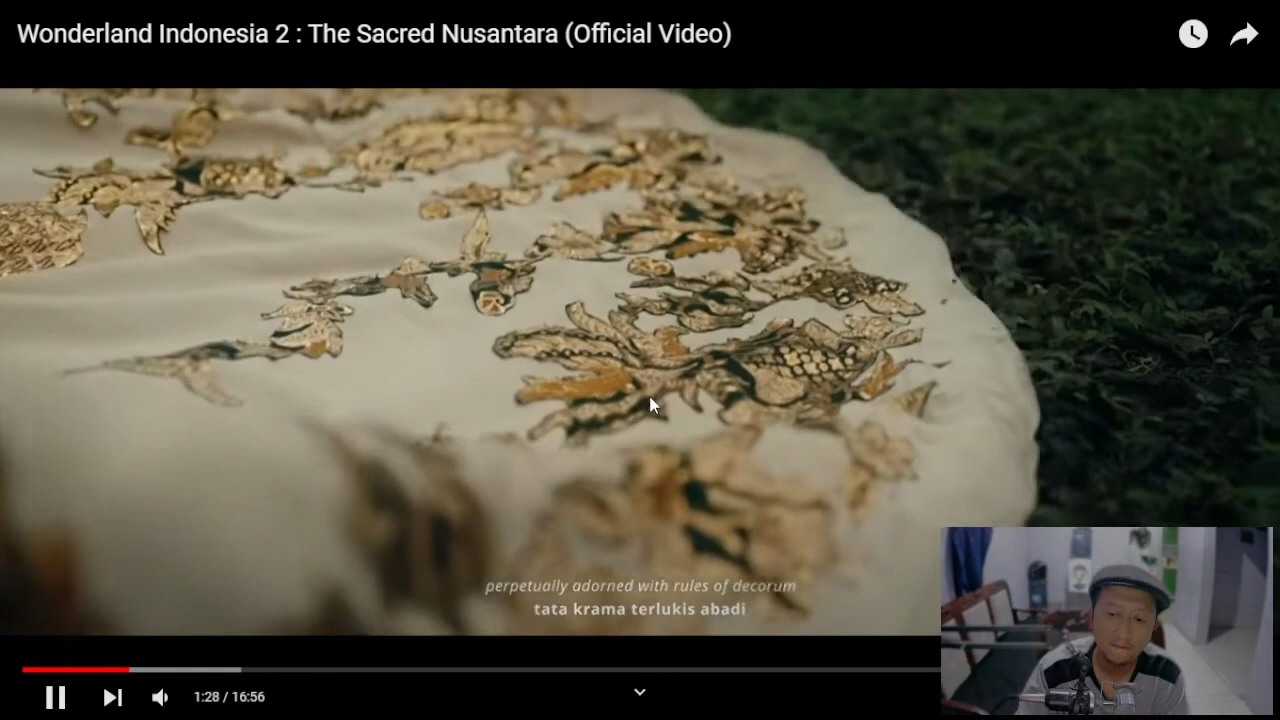 Wonderland Indonesia 2 : The Sacred Nusantara (Official Video)
perpetually adorned with rules of decorum
tata krama terlukis abadi
1:28 / 16:56